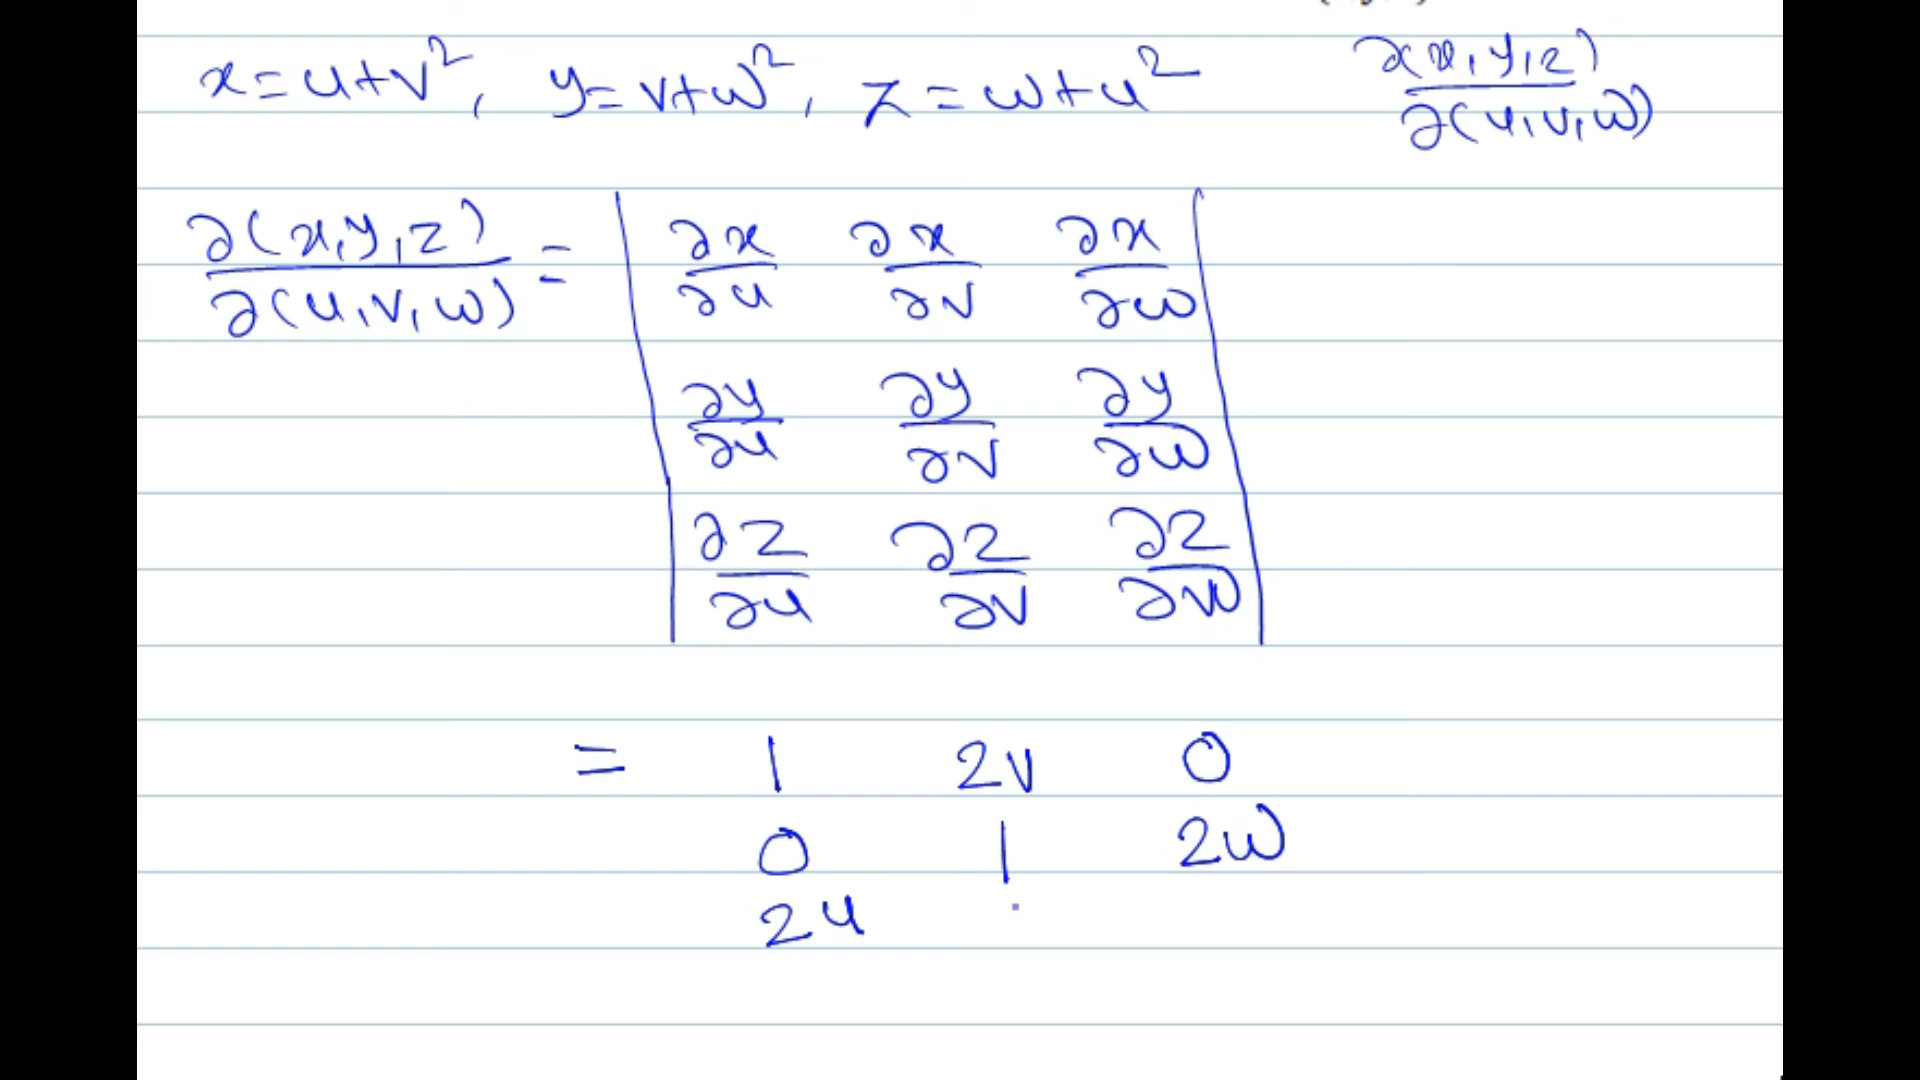 x = u+v², y = v+w², z = w+u² ∂(x,y,z)/∂(u,v,w)
∂(x,y,z)/∂(u,v,w) = | ∂x/∂u ∂x/∂v ∂x/∂w |
| ∂y/∂u ∂y/∂v ∂y/∂w |
| ∂z/∂u ∂z/∂v ∂z/∂w |
= 1 2v 0
0 1 2w
2u